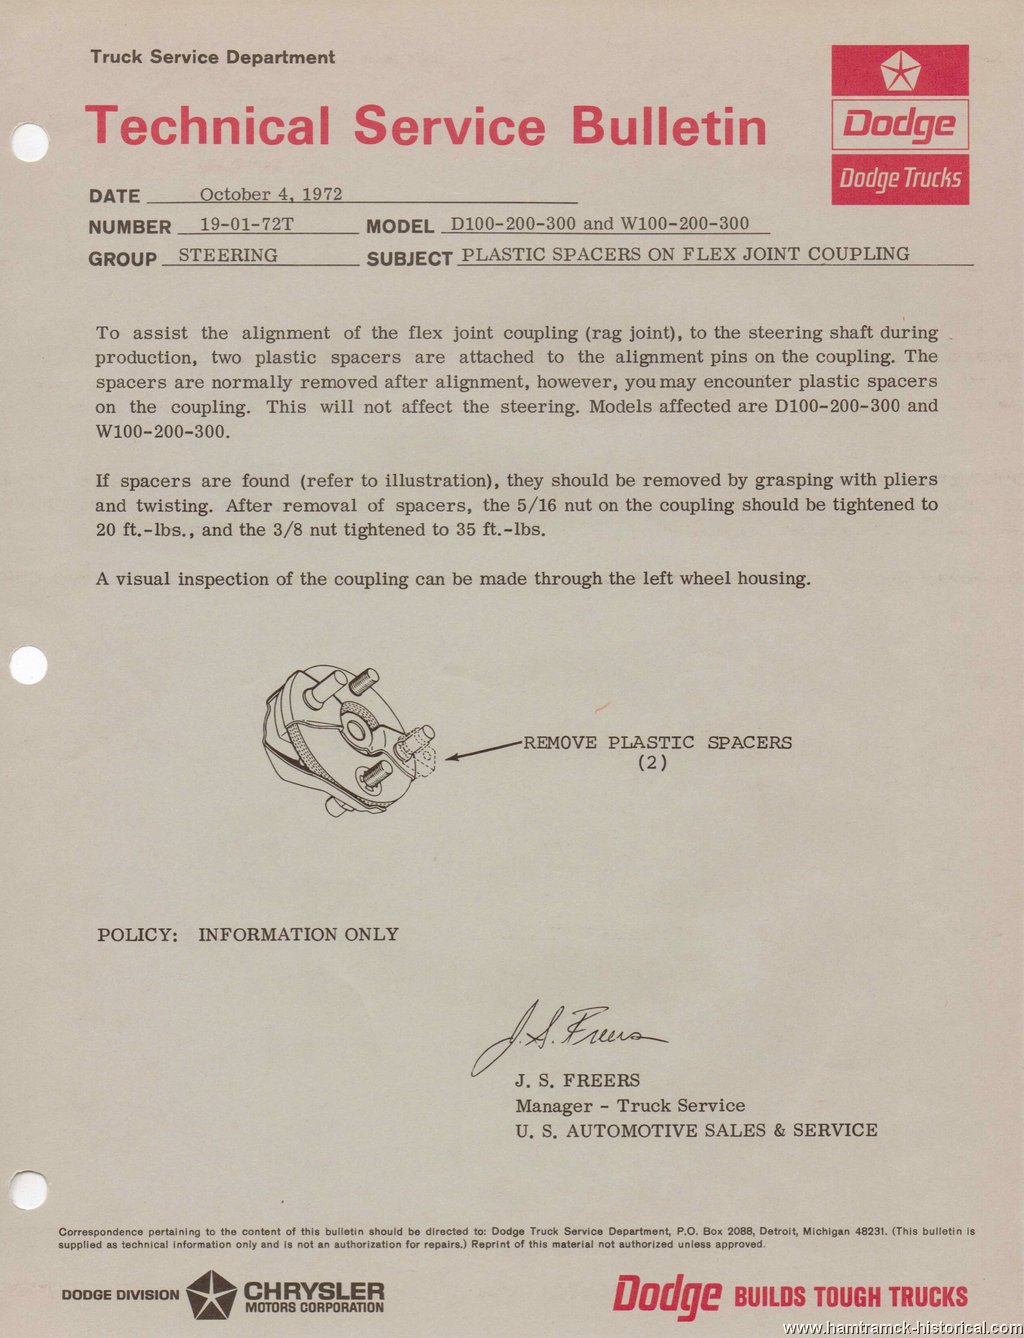 Truck Service Department
Technical Service Bulletin
Dodge
Dodge Trucks
DATE October 4, 1972
NUMBER 19-01-72T MODEL D100-200-300 and W100-200-300
GROUP STEERING SUBJECT PLASTIC SPACERS ON FLEX JOINT COUPLING
To assist the alignment of the flex joint coupling (rag joint), to the steering shaft during
production, two plastic spacers are attached to the alignment pins on the coupling. The
spacers are normally removed after alignment, however, you may encounter plastic spacers
on the coupling. This will not affect the steering. Models affected are D100-200-300 and
W100-200-300.
If spacers are found (refer to illustration), they should be removed by grasping with pliers
and twisting. After removal of spacers, the 5/16 nut on the coupling should be tightened to
20 ft.-lbs., and the 3/8 nut tightened to 35 ft.-lbs.
A visual inspection of the coupling can be made through the left wheel housing.
REMOVE PLASTIC SPACERS
(2)
POLICY: INFORMATION ONLY
J. S. Freers
J. S. FREERS
Manager - Truck Service
U. S. AUTOMOTIVE SALES & SERVICE
Correspondence pertaining to the content of this bulletin should be directed to: Dodge Truck Service Department, P.O. Box 2088, Detroit, Michigan 48231. (This bulletin is
supplied as technical information only and is not an authorization for repairs.) Reprint of this material not authorized unless approved.
DODGE DIVISION CHRYSLER
MOTORS CORPORATION
Dodge BUILDS TOUGH TRUCKS
www.hamtramck-historical.com